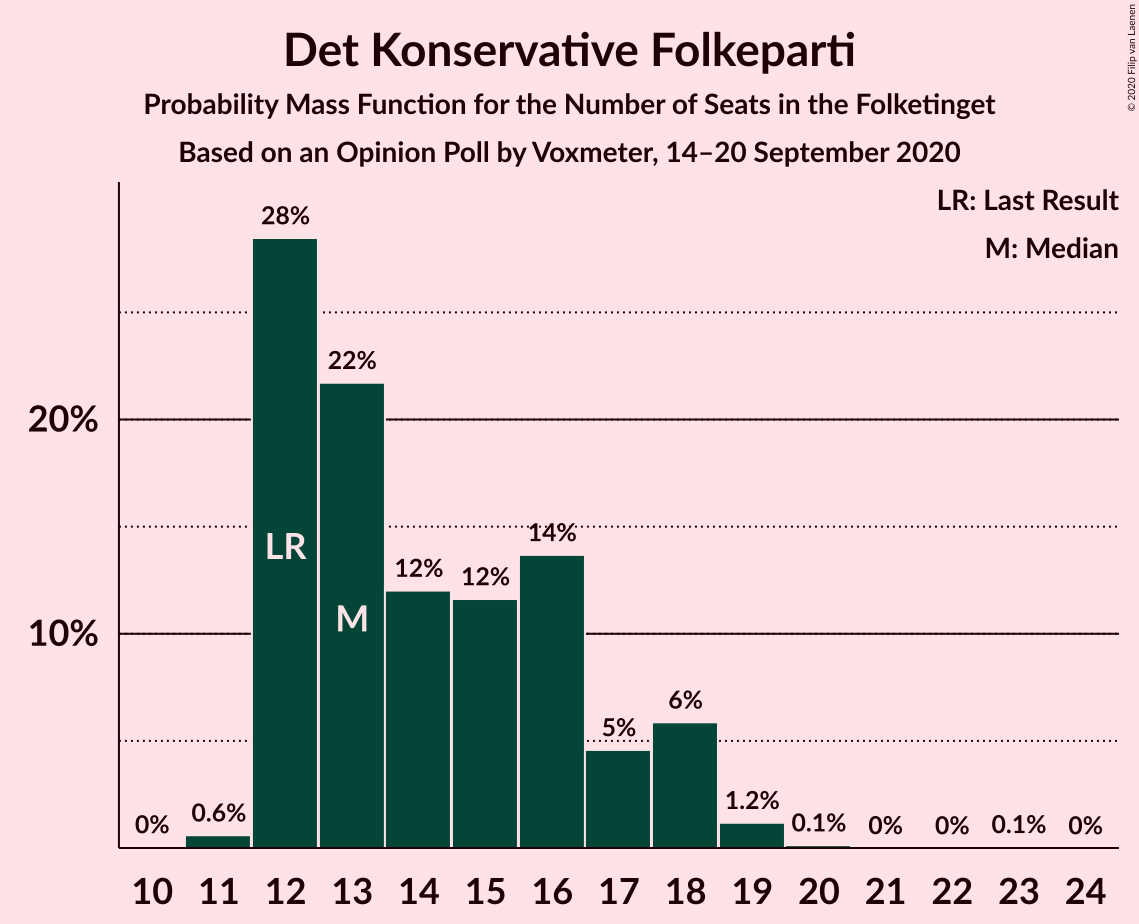 Det Konservative Folkeparti
Probability Mass Function for the Number of Seats in the Folketinget
Based on an Opinion Poll by Voxmeter, 14–20 September 2020
© 2020 Filip van Laenen
LR: Last Result
M: Median
28%
22%
20%
14%
LR
12%
12%
M
10%
6%
5%
1.2%
0.6%
0%
0.1%
0%
0%
0.1%
0%
10 11 12 13 14 15 16 17 18 19 20 21 22 23 24